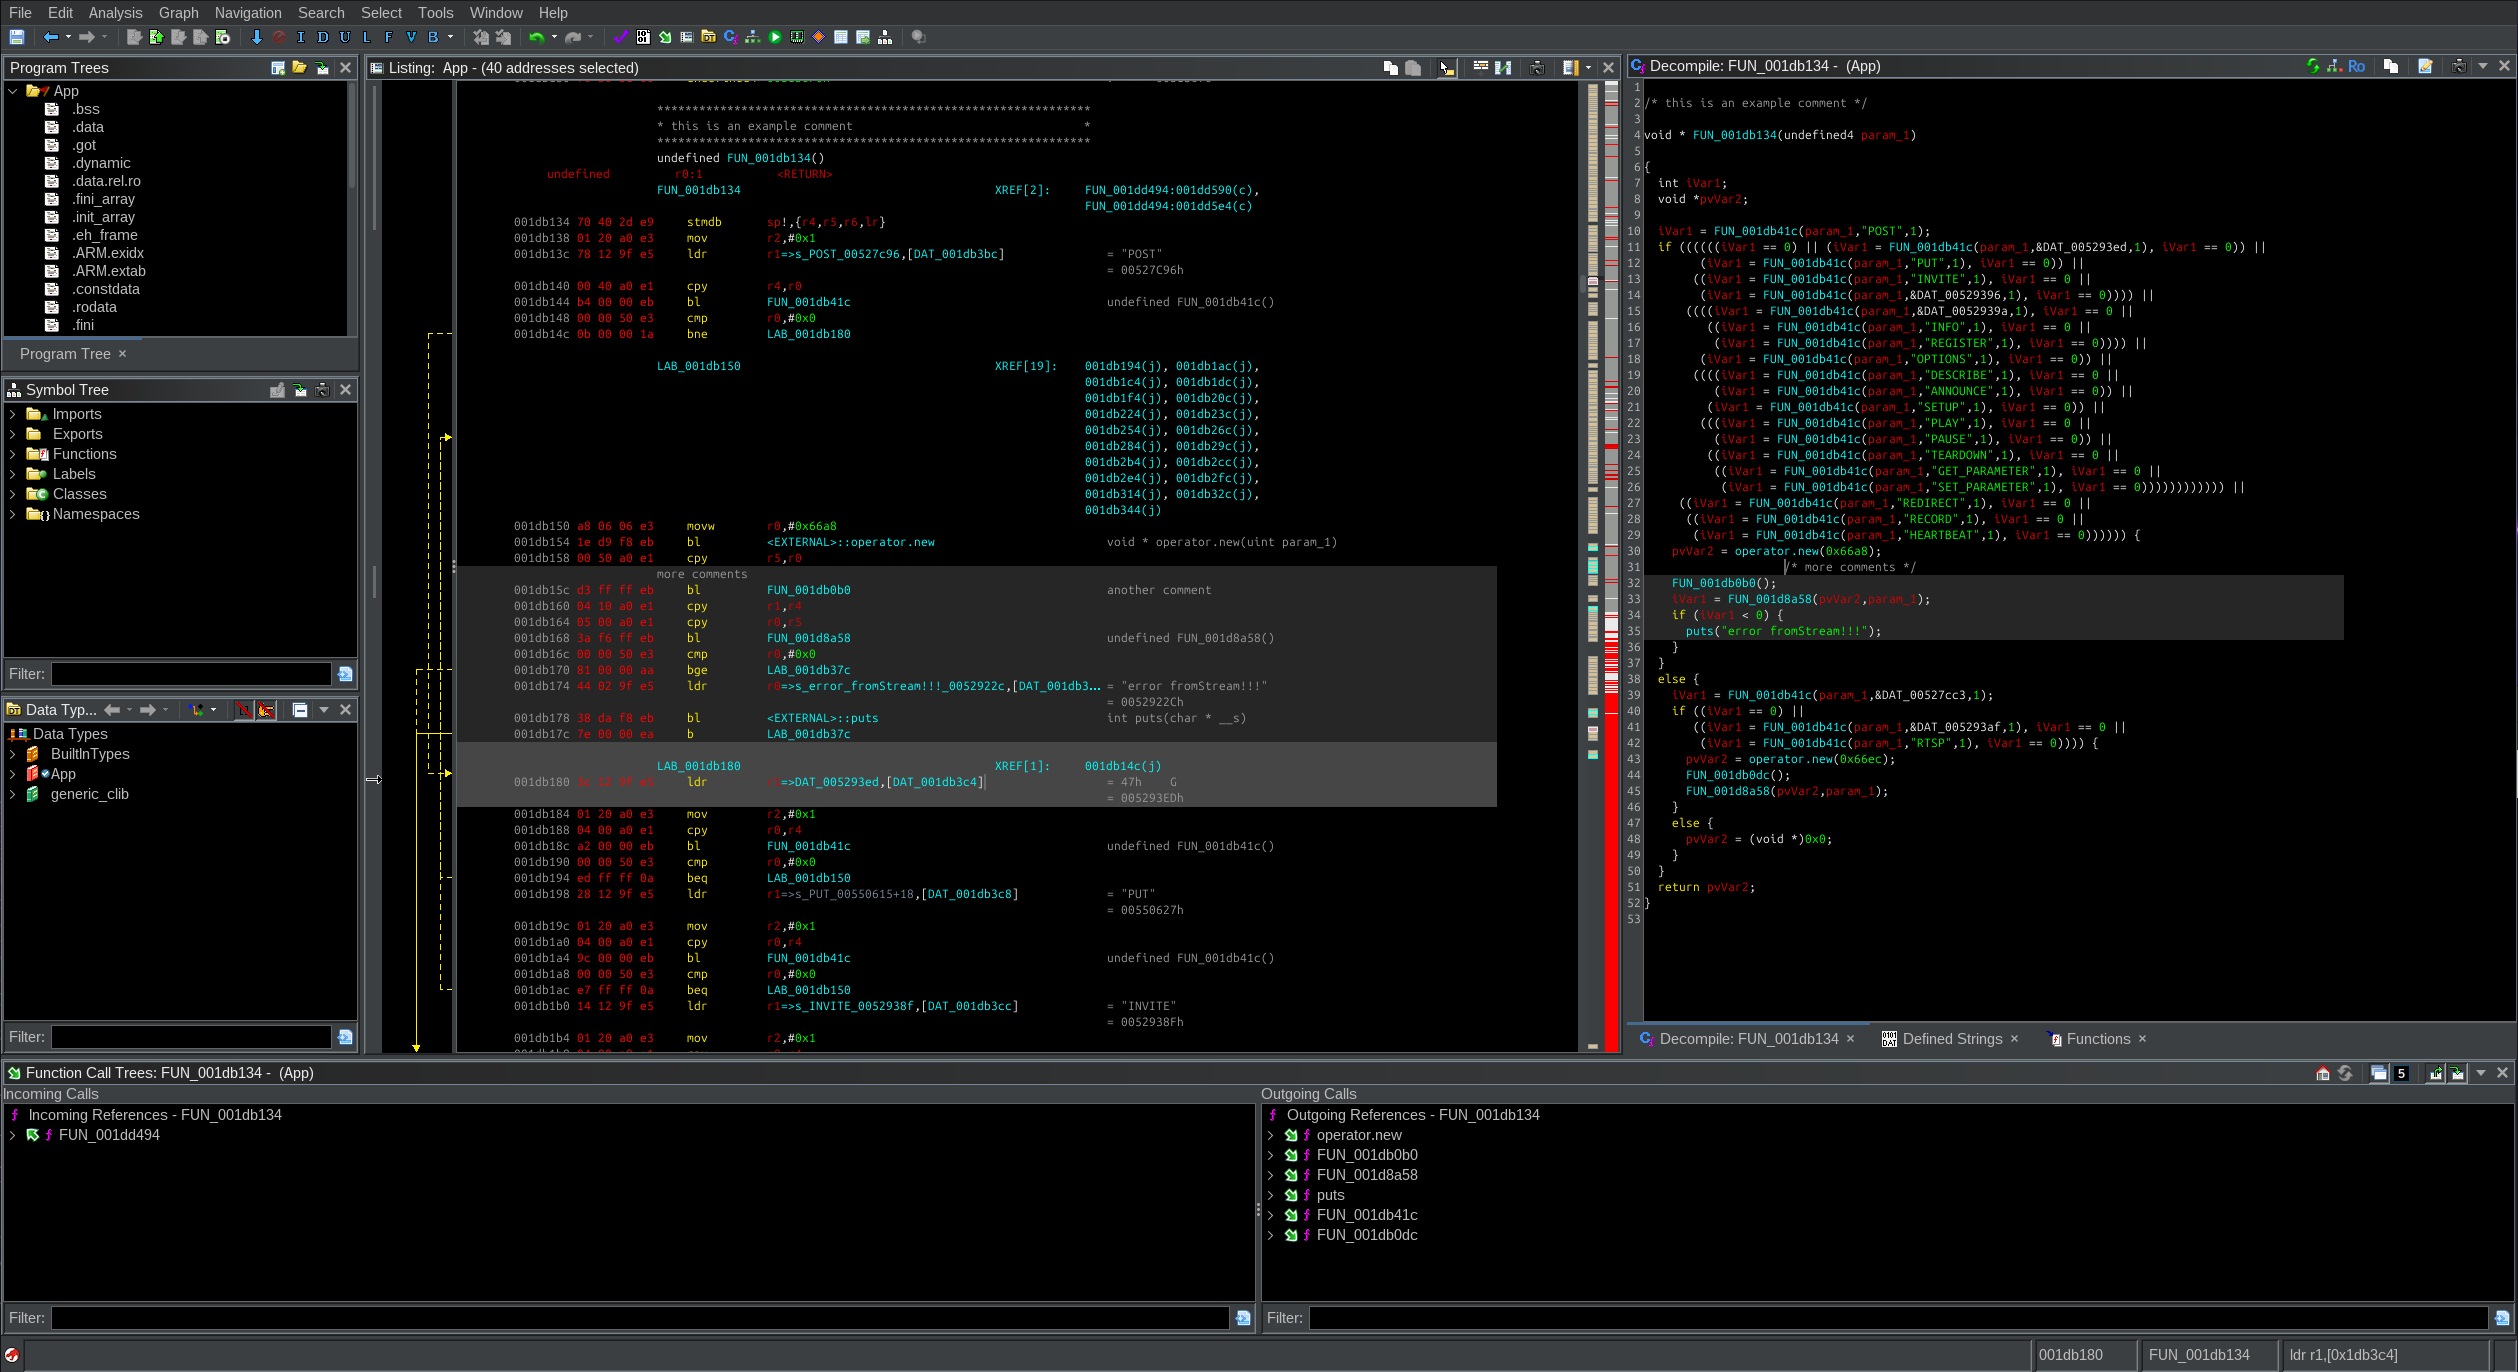 File Edit Analysis Graph Navigation Search Select Tools Window Help
I D U L F V B
Program Trees
App
.bss
.data
.got
.dynamic
.data.rel.ro
.fini_array
.init_array
.eh_frame
.ARM.exidx
.ARM.extab
.constdata
.rodata
.fini
Program Tree ×
Symbol Tree
Imports
Exports
Functions
Labels
Classes
Namespaces
Filter:
Data Typ...
Data Types
BuiltInTypes
App
generic_clib
Filter:
Listing: App - (40 addresses selected)
**************************************************************
* this is an example comment *
**************************************************************
undefined FUN_001db134()
undefined r0:1 <RETURN>
FUN_001db134 XREF[2]: FUN_001dd494:001dd590(c),
FUN_001dd494:001dd5e4(c)
001db134 70 40 2d e9 stmdb sp!,{r4,r5,r6,lr}
001db138 01 20 a0 e3 mov r2,#0x1
001db13c 78 12 9f e5 ldr r1=>s_POST_00527c96,[DAT_001db3bc] = "POST"
= 00527C96h
001db140 00 40 a0 e1 cpy r4,r0
001db144 b4 00 00 eb bl FUN_001db41c undefined FUN_001db41c()
001db148 00 00 50 e3 cmp r0,#0x0
001db14c 0b 00 00 1a bne LAB_001db180
LAB_001db150 XREF[19]: 001db194(j), 001db1ac(j),
001db1c4(j), 001db1dc(j),
001db1f4(j), 001db20c(j),
001db224(j), 001db23c(j),
001db254(j), 001db26c(j),
001db284(j), 001db29c(j),
001db2b4(j), 001db2cc(j),
001db2e4(j), 001db2fc(j),
001db314(j), 001db32c(j),
001db344(j)
001db150 a8 06 06 e3 movw r0,#0x66a8
001db154 1e d9 f8 eb bl <EXTERNAL>::operator.new void * operator.new(uint param_1)
001db158 00 50 a0 e1 cpy r5,r0
more comments
001db15c d3 ff ff eb bl FUN_001db0b0 another comment
001db160 04 10 a0 e1 cpy r1,r4
001db164 05 00 a0 e1 cpy r0,r5
001db168 3a f6 ff eb bl FUN_001d8a58 undefined FUN_001d8a58()
001db16c 00 00 50 e3 cmp r0,#0x0
001db170 81 00 00 aa bge LAB_001db37c
001db174 44 02 9f e5 ldr r0=>s_error_fromStream!!!_0052922c,[DAT_001db3... = "error fromStream!!!"
= 0052922Ch
001db178 38 da f8 eb bl <EXTERNAL>::puts int puts(char * __s)
001db17c 7e 00 00 ea b LAB_001db37c
LAB_001db180 XREF[1]: 001db14c(j)
001db180 3c 12 9f e5 ldr r1=>DAT_005293ed,[DAT_001db3c4] = 47h G
= 005293EDh
001db184 01 20 a0 e3 mov r2,#0x1
001db188 04 00 a0 e1 cpy r0,r4
001db18c a2 00 00 eb bl FUN_001db41c undefined FUN_001db41c()
001db190 00 00 50 e3 cmp r0,#0x0
001db194 ed ff ff 0a beq LAB_001db150
001db198 28 12 9f e5 ldr r1=>s_PUT_00550615+18,[DAT_001db3c8] = "PUT"
= 00550627h
001db19c 01 20 a0 e3 mov r2,#0x1
001db1a0 04 00 a0 e1 cpy r0,r4
001db1a4 9c 00 00 eb bl FUN_001db41c undefined FUN_001db41c()
001db1a8 00 00 50 e3 cmp r0,#0x0
001db1ac e7 ff ff 0a beq LAB_001db150
001db1b0 14 12 9f e5 ldr r1=>s_INVITE_0052938f,[DAT_001db3cc] = "INVITE"
= 0052938Fh
001db1b4 01 20 a0 e3 mov r2,#0x1
Decompile: FUN_001db134 - (App)
Ro
1
2 /* this is an example comment */
3
4 void * FUN_001db134(undefined4 param_1)
5
6 {
7 int iVar1;
8 void *pvVar2;
9
10 iVar1 = FUN_001db41c(param_1,"POST",1);
11 if ((((((iVar1 == 0) || (iVar1 = FUN_001db41c(param_1,&DAT_005293ed,1), iVar1 == 0)) ||
12 (iVar1 = FUN_001db41c(param_1,"PUT",1), iVar1 == 0)) ||
13 ((iVar1 = FUN_001db41c(param_1,"INVITE",1), iVar1 == 0 ||
14 (iVar1 = FUN_001db41c(param_1,&DAT_00529396,1), iVar1 == 0)))) ||
15 ((((iVar1 = FUN_001db41c(param_1,&DAT_0052939a,1), iVar1 == 0 ||
16 ((iVar1 = FUN_001db41c(param_1,"INFO",1), iVar1 == 0 ||
17 (iVar1 = FUN_001db41c(param_1,"REGISTER",1), iVar1 == 0)))) ||
18 (iVar1 = FUN_001db41c(param_1,"OPTIONS",1), iVar1 == 0)) ||
19 ((((iVar1 = FUN_001db41c(param_1,"DESCRIBE",1), iVar1 == 0 ||
20 (iVar1 = FUN_001db41c(param_1,"ANNOUNCE",1), iVar1 == 0)) ||
21 (iVar1 = FUN_001db41c(param_1,"SETUP",1), iVar1 == 0)) ||
22 (((iVar1 = FUN_001db41c(param_1,"PLAY",1), iVar1 == 0 ||
23 (iVar1 = FUN_001db41c(param_1,"PAUSE",1), iVar1 == 0)) ||
24 ((iVar1 = FUN_001db41c(param_1,"TEARDOWN",1), iVar1 == 0 ||
25 ((iVar1 = FUN_001db41c(param_1,"GET_PARAMETER",1), iVar1 == 0 ||
26 (iVar1 = FUN_001db41c(param_1,"SET_PARAMETER",1), iVar1 == 0)))))))))))) ||
27 ((iVar1 = FUN_001db41c(param_1,"REDIRECT",1), iVar1 == 0 ||
28 ((iVar1 = FUN_001db41c(param_1,"RECORD",1), iVar1 == 0 ||
29 (iVar1 = FUN_001db41c(param_1,"HEARTBEAT",1), iVar1 == 0)))))) {
30 pvVar2 = operator.new(0x66a8);
31 /* more comments */
32 FUN_001db0b0();
33 iVar1 = FUN_001d8a58(pvVar2,param_1);
34 if (iVar1 < 0) {
35 puts("error fromStream!!!");
36 }
37 }
38 else {
39 iVar1 = FUN_001db41c(param_1,&DAT_00527cc3,1);
40 if ((iVar1 == 0) ||
41 ((iVar1 = FUN_001db41c(param_1,&DAT_005293af,1), iVar1 == 0 ||
42 (iVar1 = FUN_001db41c(param_1,"RTSP",1), iVar1 == 0)))) {
43 pvVar2 = operator.new(0x66ec);
44 FUN_001db0dc();
45 FUN_001d8a58(pvVar2,param_1);
46 }
47 else {
48 pvVar2 = (void *)0x0;
49 }
50 }
51 return pvVar2;
52 }
53
Decompile: FUN_001db134 × Defined Strings × Functions ×
Function Call Trees: FUN_001db134 - (App)
5
Incoming Calls
Incoming References - FUN_001db134
FUN_001dd494
Filter:
Outgoing Calls
Outgoing References - FUN_001db134
operator.new
FUN_001db0b0
FUN_001d8a58
puts
FUN_001db41c
FUN_001db0dc
Filter:
001db180 FUN_001db134 ldr r1,[0x1db3c4]